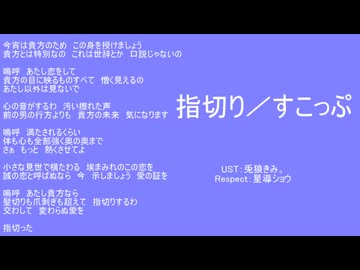 今宵は貴方のため　この身を授けましょう
貴方とは特別なの　これは世辞とか　口説じゃないの
嗚呼　あたし恋をして
貴方の目に映るものすべて　憎く見えるの
あたし以外は見ないで
心の音がするわ　汚い擦れた声
前の男の行方よりも　貴方の未来　気になります
嗚呼　満たされるくらい
体も心も全部強く奥の奥まで
さぁ　もっと　熱くさせてよ
小さな見世で横たわる　埃まみれのこの恋を
誠の恋と呼ばぬなら　今　示しましょう　愛の証を
嗚呼　あたし貴方なら
髪切りも爪剥ぎも超えて　指切りするわ
交わして　変わらぬ愛を
指切った
指切り／すこっぷ
UST：兎狼きみ。
Respect：星導ショウ